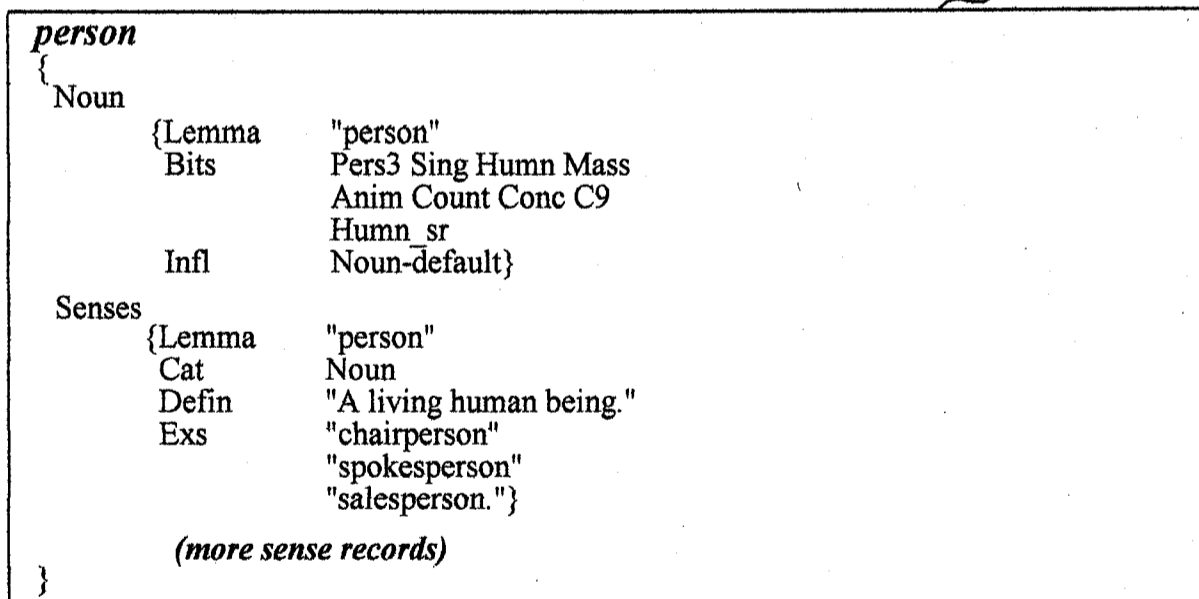 person
{
Noun
{Lemma "person"
Bits Pers3 Sing Humn Mass
Anim Count Conc C9
Humn_sr
Infl Noun-default}
Senses
{Lemma "person"
Cat Noun
Defin "A living human being."
Exs "chairperson"
"spokesperson"
"salesperson."}
(more sense records)
}